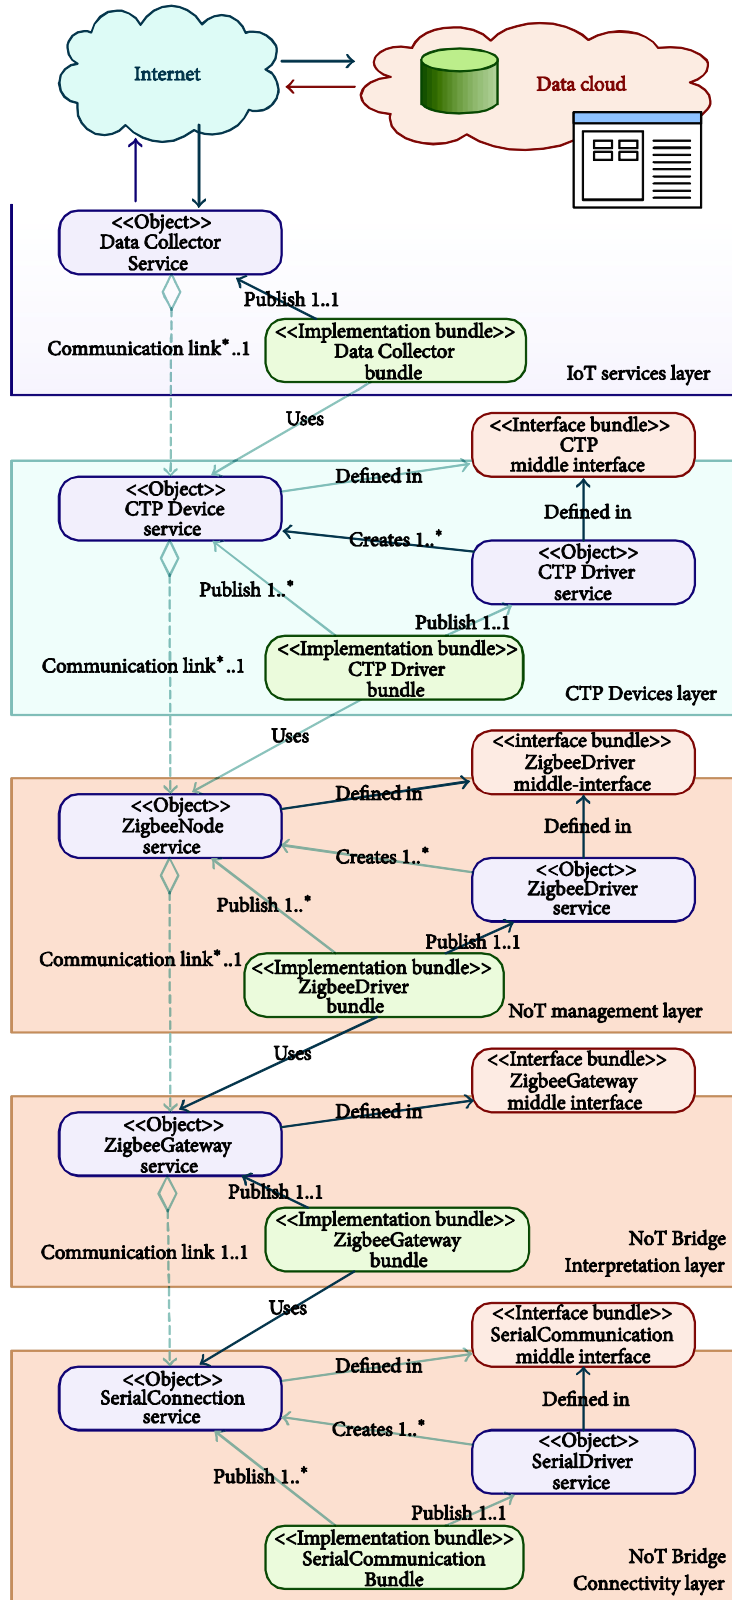 Internet
Data cloud
<<Object>>
Data Collector
Service
Publish 1..1
Communication link*..1
<<Implementation bundle>>
Data Collector
bundle
IoT services layer
Uses
<<Interface bundle>>
CTP
middle interface
Defined in
<<Object>>
CTP Device
service
Defined in
Creates 1..*
<<Object>>
CTP Driver
service
Publish 1..*
Publish 1..1
Communication link*..1
<<Implementation bundle>>
CTP Driver
bundle
CTP Devices layer
Uses
<<interface bundle>>
ZigbeeDriver
middle-interface
Defined in
<<Object>>
ZigbeeNode
service
Defined in
Creates 1..*
<<Object>>
ZigbeeDriver
service
Publish 1..*
Publish 1..1
Communication link*..1
<<Implementation bundle>>
ZigbeeDriver
bundle
NoT management layer
Uses
<<Interface bundle>>
ZigbeeGateway
middle interface
Defined in
<<Object>>
ZigbeeGateway
service
Publish 1..1
Communication link 1..1
<<Implementation bundle>>
ZigbeeGateway
bundle
NoT Bridge
Interpretation layer
Uses
<<Interface bundle>>
SerialCommunication
middle interface
Defined in
<<Object>>
SerialConnection
service
Defined in
Creates 1..*
<<Object>>
SerialDriver
service
Publish 1..*
Publish 1..1
<<Implementation bundle>>
SerialCommunication
Bundle
NoT Bridge
Connectivity layer